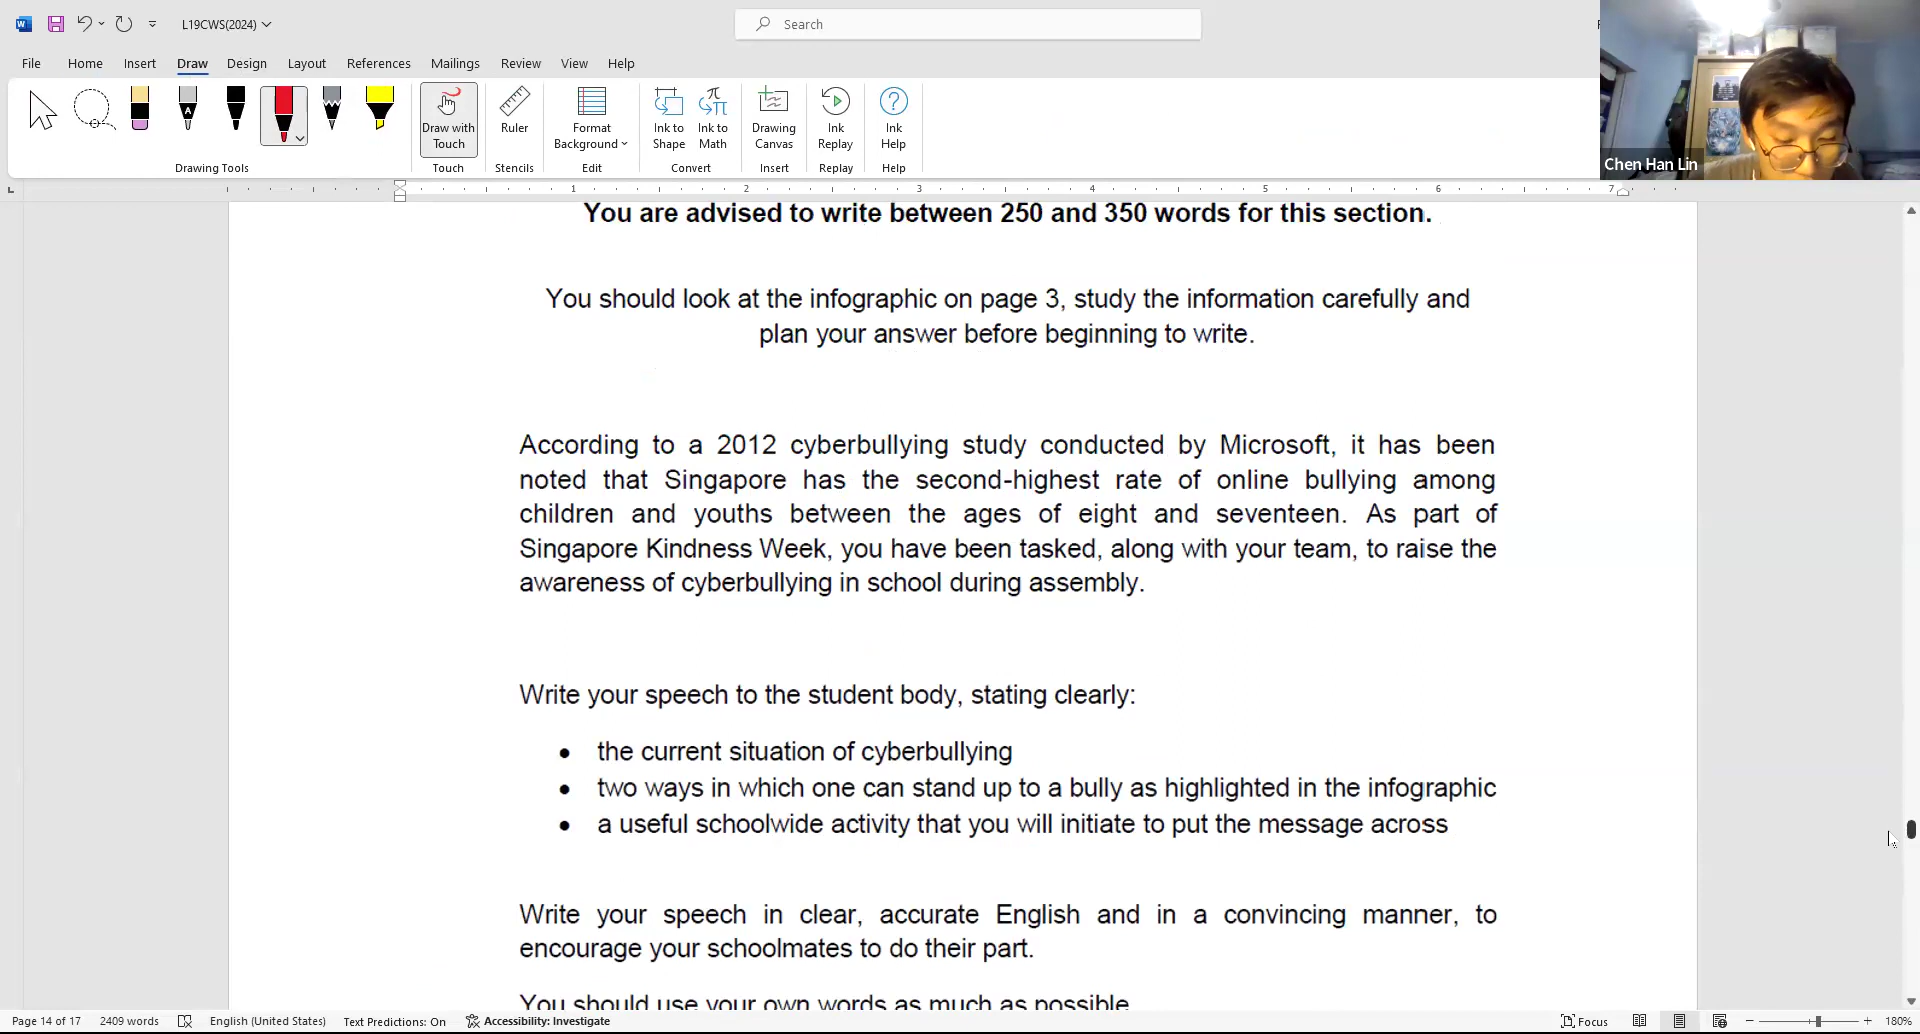 L19CWS(2024)
Search
File Home Insert Draw Design Layout References Mailings Review View Help
Draw with Touch
Ruler
Format Background
Ink to Shape
Ink to Math
Drawing Canvas
Ink Replay
Ink Help
Drawing Tools Touch Stencils Edit Convert Insert Replay Help
Chen Han Lin
1 2 3 4 5 6 7
You are advised to write between 250 and 350 words for this section.
You should look at the infographic on page 3, study the information carefully and
plan your answer before beginning to write.
According to a 2012 cyberbullying study conducted by Microsoft, it has been
noted that Singapore has the second-highest rate of online bullying among
children and youths between the ages of eight and seventeen. As part of
Singapore Kindness Week, you have been tasked, along with your team, to raise the
awareness of cyberbullying in school during assembly.
Write your speech to the student body, stating clearly:
• the current situation of cyberbullying
• two ways in which one can stand up to a bully as highlighted in the infographic
• a useful schoolwide activity that you will initiate to put the message across
Write your speech in clear, accurate English and in a convincing manner, to
encourage your schoolmates to do their part.
You should use your own words as much as possible
Page 14 of 17 2409 words English (United States) Text Predictions: On Accessibility: Investigate Focus 180%